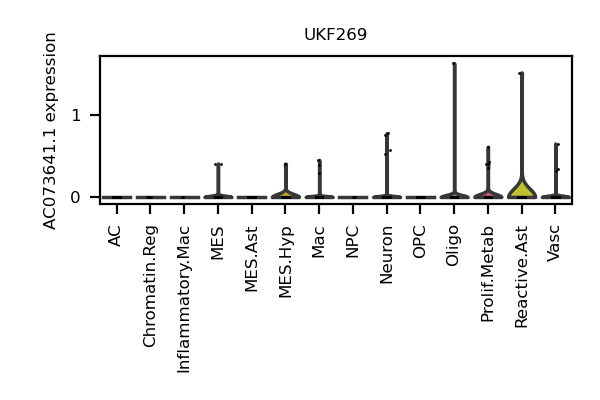 UKF269
AC073641.1 expression
1
0
AC
Chromatin.Reg
Inflammatory.Mac
MES
MES.Ast
MES.Hyp
Mac
NPC
Neuron
OPC
Oligo
Prolif.Metab
Reactive.Ast
Vasc